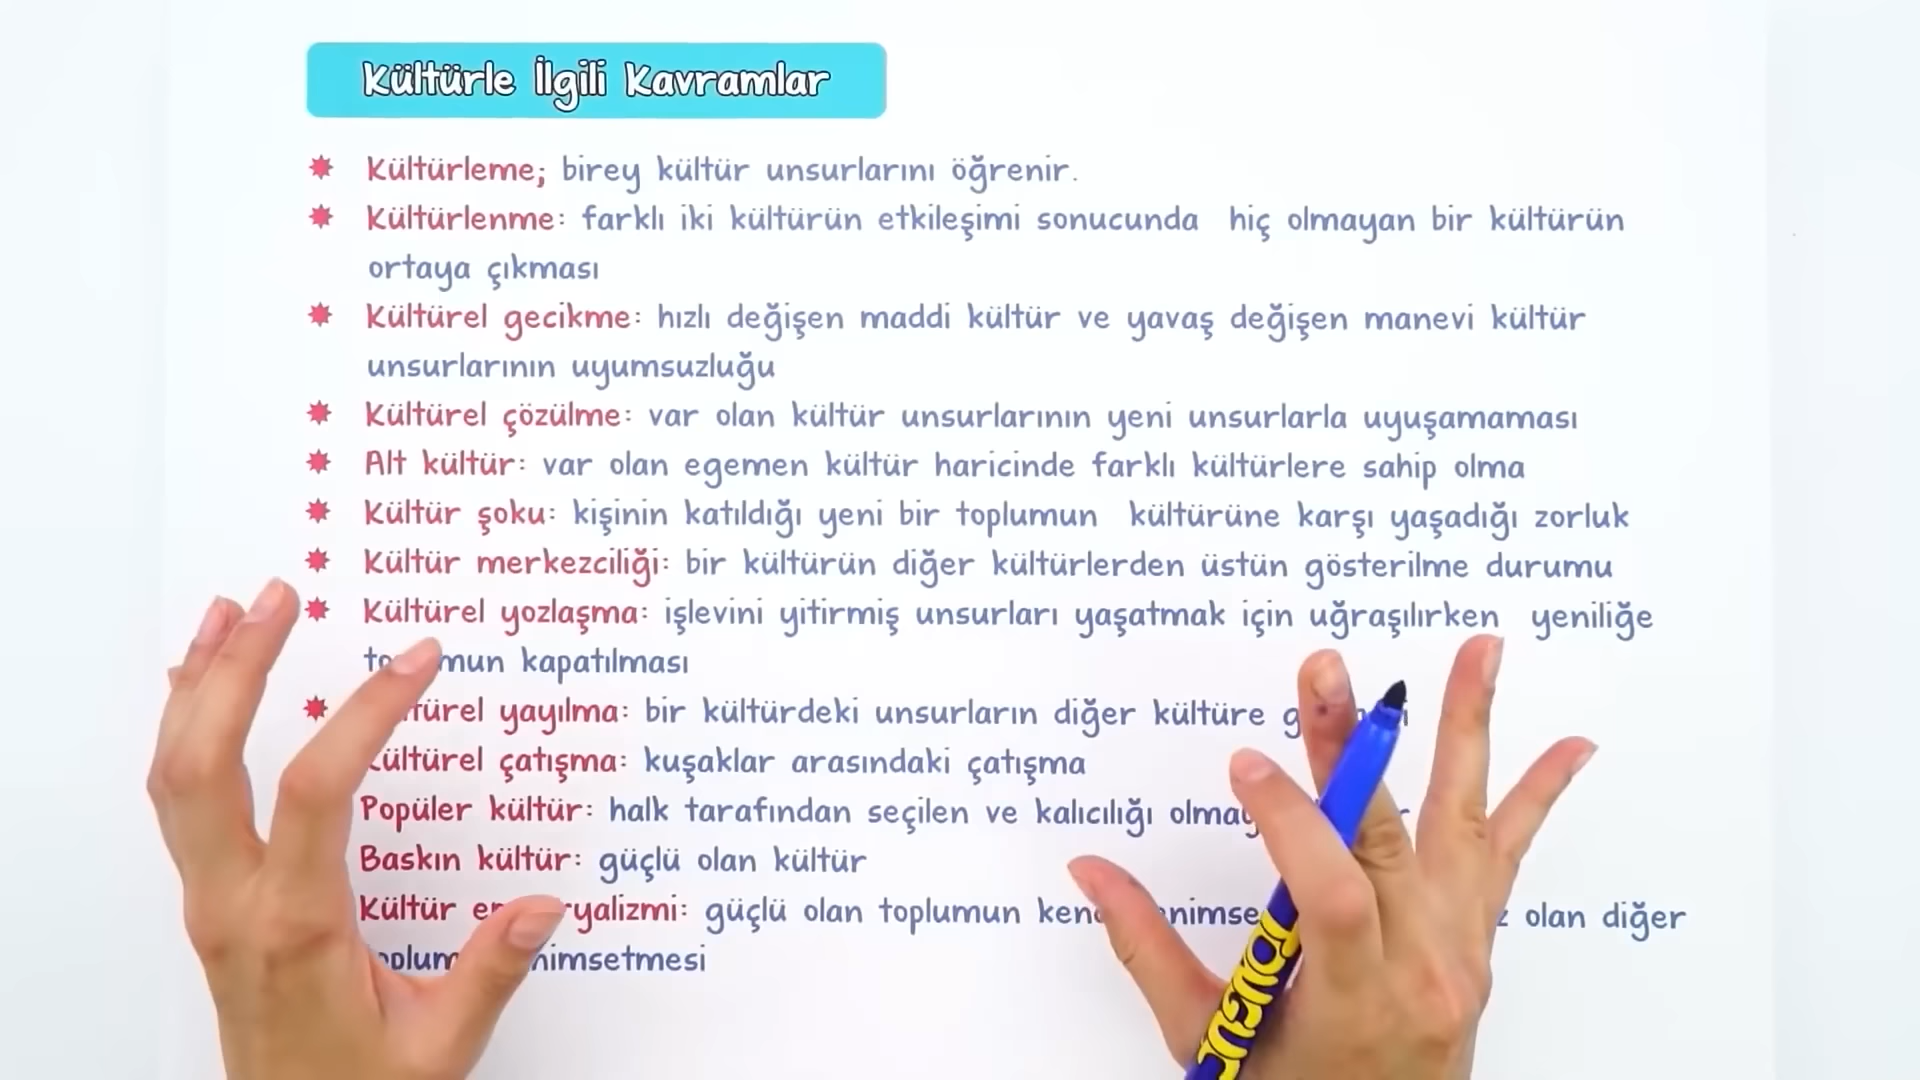 Kültürle İlgili Kavramlar
Kültürleme; birey kültür unsurlarını öğrenir.
Kültürlenme: farklı iki kültürün etkileşimi sonucunda hiç olmayan bir kültürün
ortaya çıkması
Kültürel gecikme: hızlı değişen maddi kültür ve yavaş değişen manevi kültür
unsurlarının uyumsuzluğu
Kültürel çözülme: var olan kültür unsurlarının yeni unsurlarla uyuşamaması
Alt kültür: var olan egemen kültür haricinde farklı kültürlere sahip olma
Kültür şoku: kişinin katıldığı yeni bir toplumun kültürüne karşı yaşadığı zorluk
Kültür merkezciliği: bir kültürün diğer kültürlerden üstün gösterilme durumu
Kültürel yozlaşma: işlevini yitirmiş unsurları yaşatmak için uğraşılırken yeniliğe
kapatılması
yayılma: bir kültürdeki unsurların diğer kültüre
Kültürel çatışma: kuşaklar arasındaki çatışma
Popüler kültür: halk tarafından seçilen ve kalıcılığı
Baskın kültür: güçlü olan kültür
Kültür güçlü olan toplumun olan diğer